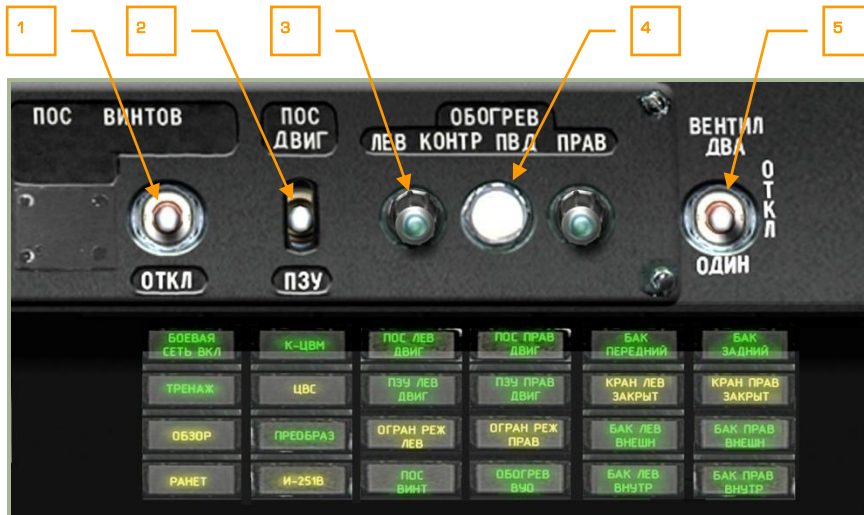 1 2 3 4 5
ПОС ВИНТОВ
ПОС
ДВИГ
ОБОГРЕВ
ЛЕВ КОНТР ПВД ПРАВ
ВЕНТИЛ
ДВА
ОТКЛ
ОДИН
ОТКЛ
ПЗУ
БОЕВАЯ
СЕТЬ ВКЛ
К-ЦВМ
ПОС ЛЕВ
ДВИГ
ПОС ПРАВ
ДВИГ
БАК
ПЕРЕДНИЙ
БАК
ЗАДНИЙ
ТРЕНАЖ
ЦВС
ПЗУ ЛЕВ
ДВИГ
ПЗУ ПРАВ
ДВИГ
КРАН ЛЕВ
ЗАКРЫТ
КРАН ПРАВ
ЗАКРЫТ
ОБЗОР
ПРЕОБРАЗ
ОГРАН РЕЖ
ЛЕВ
ОГРАН РЕЖ
ПРАВ
БАК ЛЕВ
ВНЕШН
БАК ПРАВ
ВНЕШН
РАНЕТ
И-251В
ПОС
ВИНТ
ОБОГРЕВ
ВУО
БАК ЛЕВ
ВНУТР
БАК ПРАВ
ВНУТР